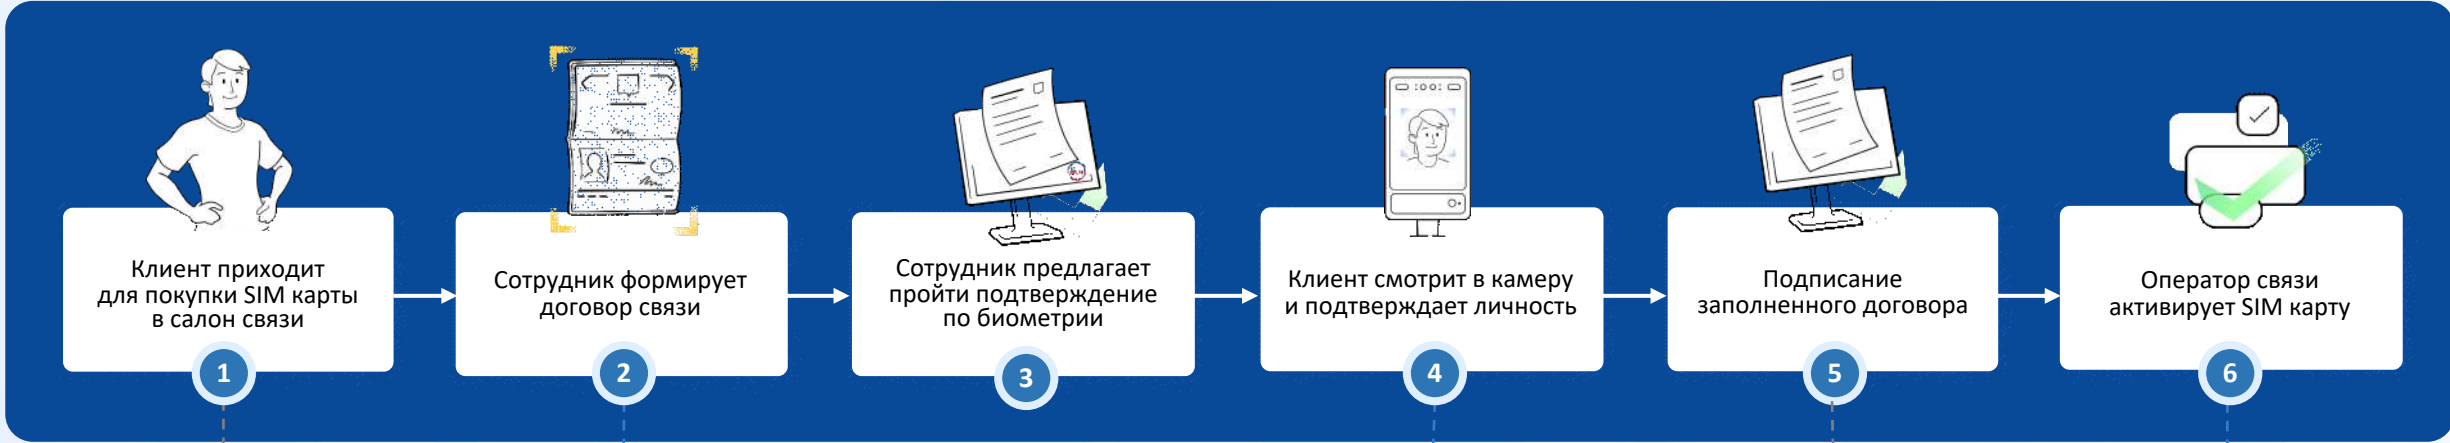 Клиент приходит
для покупки SIM карты
в салон связи
1
Сотрудник формирует
договор связи
2
Сотрудник предлагает
пройти подтверждение
по биометрии
3
Клиент смотрит в камеру
и подтверждает личность
4
Подписание
заполненного договора
5
Оператор связи
активирует SIM карту
6